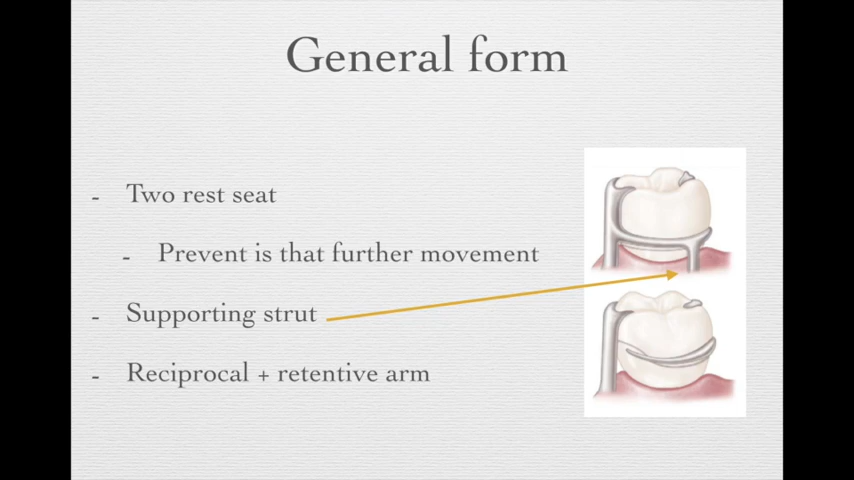 General form
- Two rest seat
- Prevent is that further movement
- Supporting strut
- Reciprocal + retentive arm